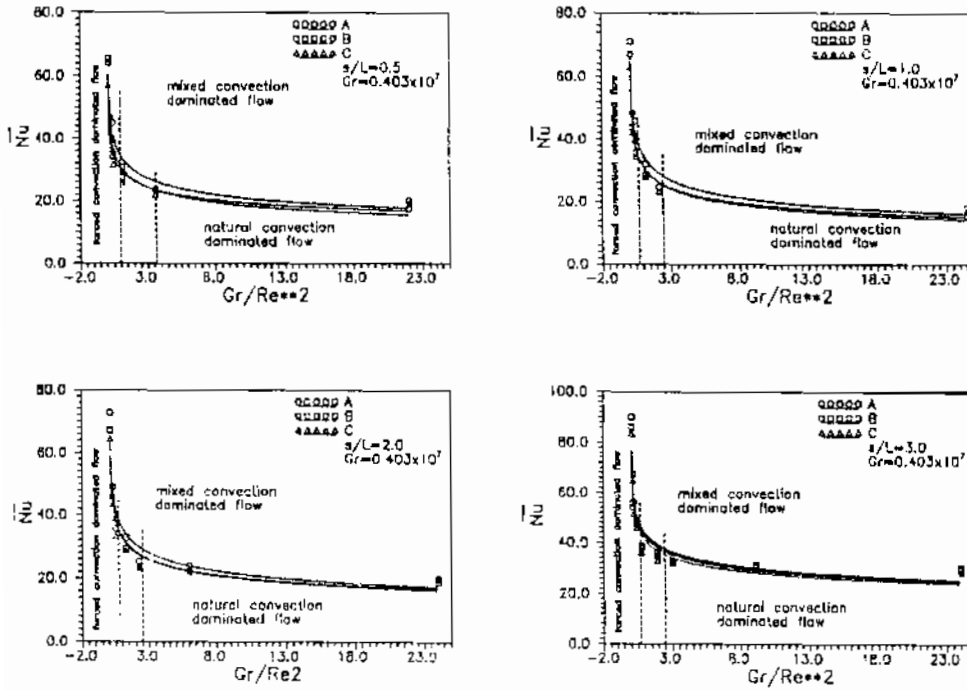 80.0
60.0
40.0
20.0
0.0
Nu
A
B
C
s/L=0.5
Gr=0.403x10⁷
mixed convection
dominated flow
forced convection dominated flow
natural convection
dominated flow
-2.0 3.0 8.0 13.0 18.0 23.0
Gr/Re**2
80.0
60.0
40.0
20.0
0.0
Nu
A
B
C
s/L=1.0
Gr=0.403x10⁷
mixed convection
dominated flow
forced convection dominated flow
natural convection
dominated flow
-2.0 3.0 8.0 13.0 18.0 23.0
Gr/Re**2
80.0
60.0
40.0
20.0
0.0
Nu
A
B
C
s/L=2.0
Gr=0.403x10⁷
mixed convection
dominated flow
forced convection dominated flow
natural convection
dominated flow
-2.0 3.0 8.0 13.0 18.0 23.0
Gr/Re2
100.0
80.0
60.0
40.0
20.0
0.0
Nu
A
B
C
s/L=3.0
Gr=0.403x10⁷
mixed convection
dominated flow
forced convection dominated flow
natural convection
dominated flow
-2.0 3.0 8.0 13.0 18.0 23.0
Gr/Re**2